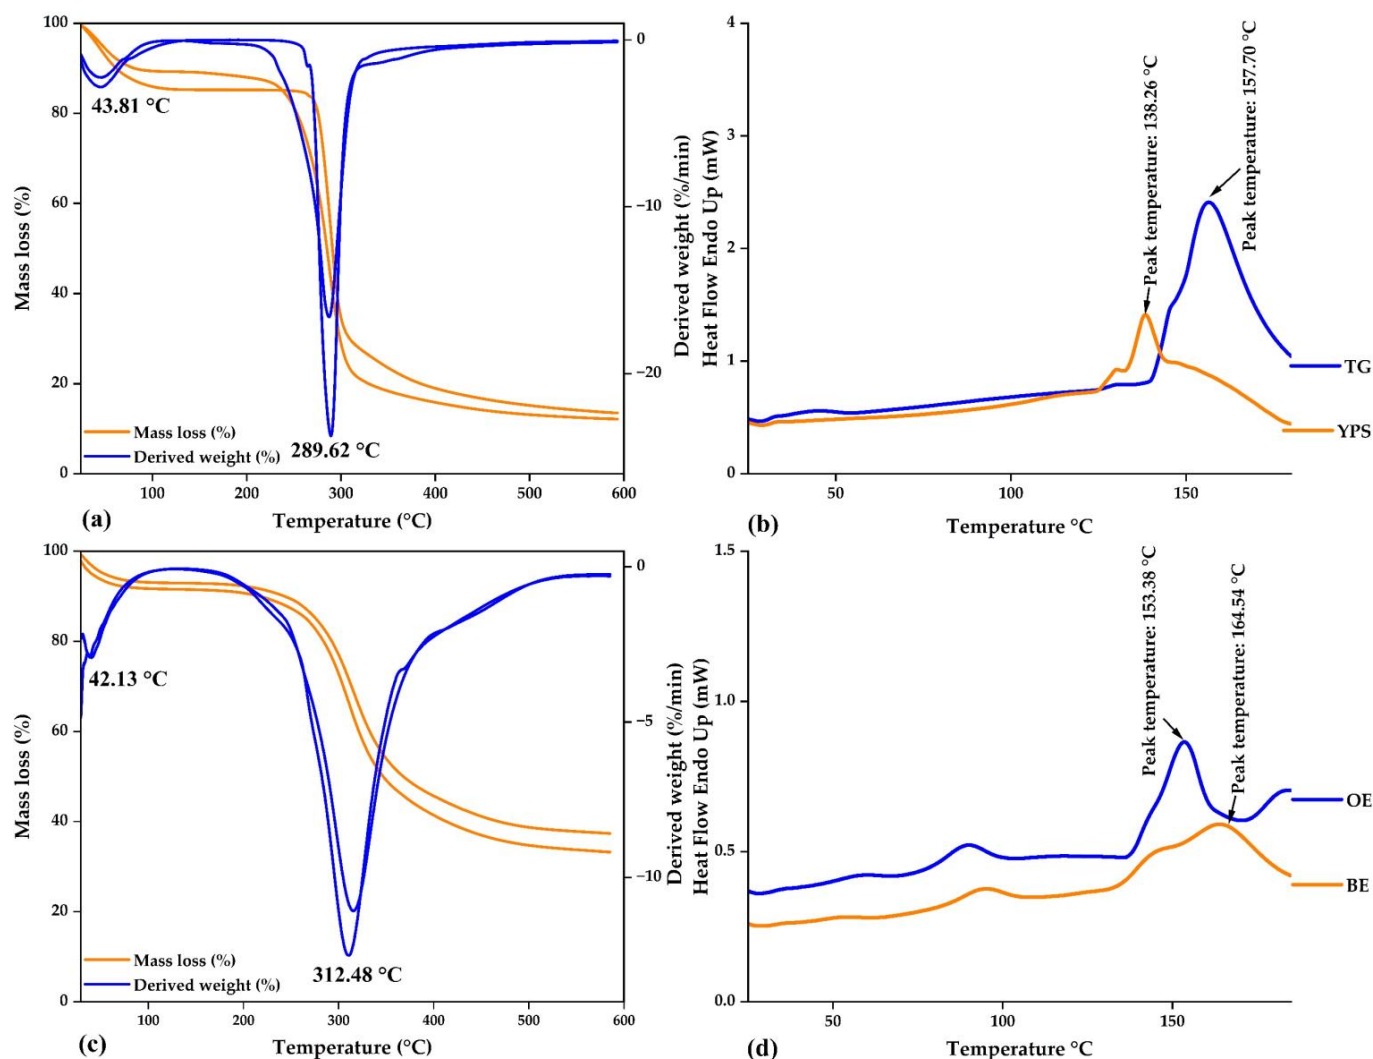 100
80
60
40
20
0
Mass loss (%)
0
−10
−20
Derived weight (%/min)
43.81 °C
289.62 °C
Mass loss (%)
Derived weight (%)
100
200
300
400
500
600
Temperature (°C)
(a)
4
3
2
1
0
Heat Flow Endo Up (mW)
Peak temperature: 138.26 °C
Peak temperature: 157.70 °C
TG
YPS
50
100
150
Temperature °C
(b)
100
80
60
40
20
0
Mass loss (%)
0
−5
−10
Derived weight (%/min)
42.13 °C
312.48 °C
Mass loss (%)
Derived weight (%)
100
200
300
400
500
600
Temperature (°C)
(c)
1.5
1.0
0.5
0.0
Heat Flow Endo Up (mW)
Peak temperature: 153.38 °C
Peak temperature: 164.54 °C
OE
BE
50
100
150
Temperature °C
(d)